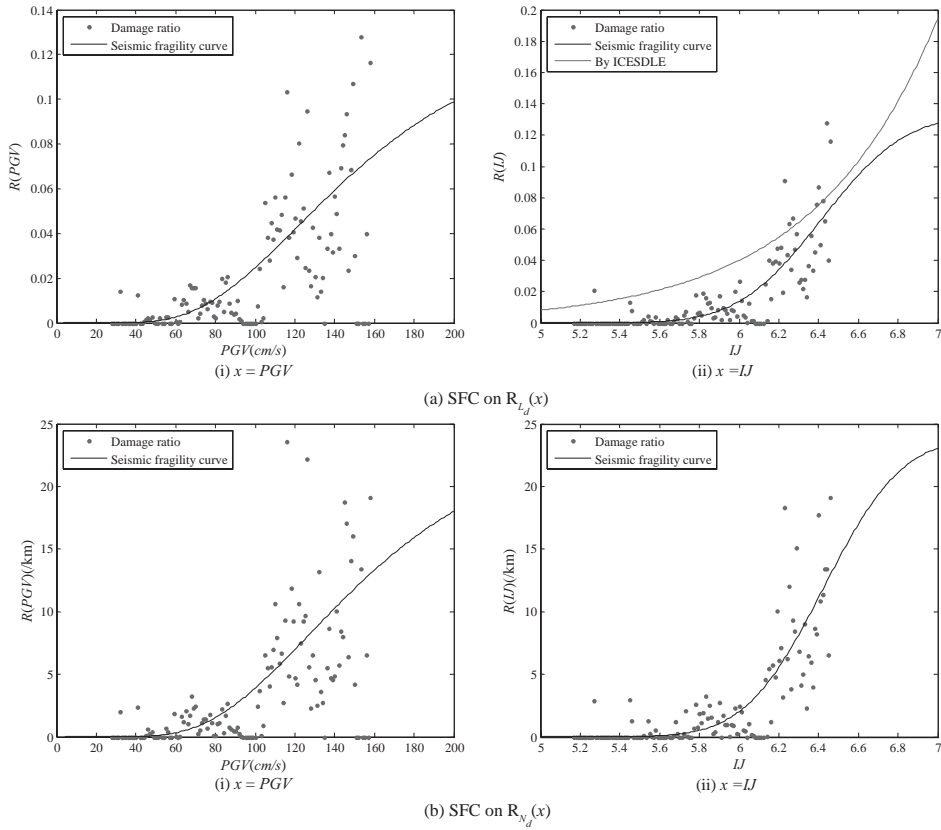 0.14
0.12
0.1
0.08
0.06
0.04
0.02
0
R(PGV)
Damage ratio
Seismic fragility curve
0 20 40 60 80 100 120 140 160 180 200
PGV(cm/s)
(i) x = PGV
0.2
0.18
0.16
0.14
0.12
0.1
0.08
0.06
0.04
0.02
0
R(IJ)
Damage ratio
Seismic fragility curve
By ICESDLE
5 5.2 5.4 5.6 5.8 6 6.2 6.4 6.6 6.8 7
IJ
(ii) x =IJ
(a) SFC on R_{L_d}(x)
25
20
15
10
5
0
R(PGV)(/km)
Damage ratio
Seismic fragility curve
0 20 40 60 80 100 120 140 160 180 200
PGV(cm/s)
(i) x = PGV
25
20
15
10
5
0
R(IJ)(/km)
Damage ratio
Seismic fragility curve
5 5.2 5.4 5.6 5.8 6 6.2 6.4 6.6 6.8 7
IJ
(ii) x =IJ
(b) SFC on R_{N_d}(x)